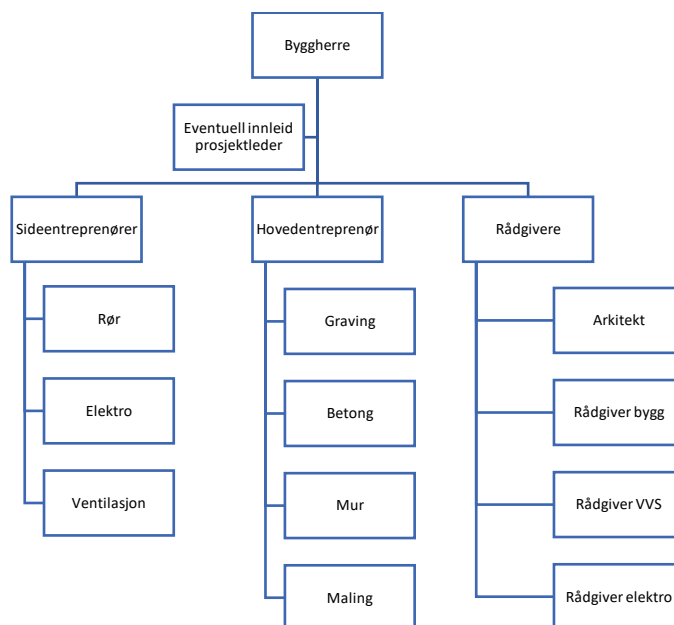 Byggherre
Eventuell innleid
prosjektleder
Sideentreprenører
Hovedentreprenør
Rådgivere
Rør
Elektro
Ventilasjon
Graving
Betong
Mur
Maling
Arkitekt
Rådgiver bygg
Rådgiver VVS
Rådgiver elektro